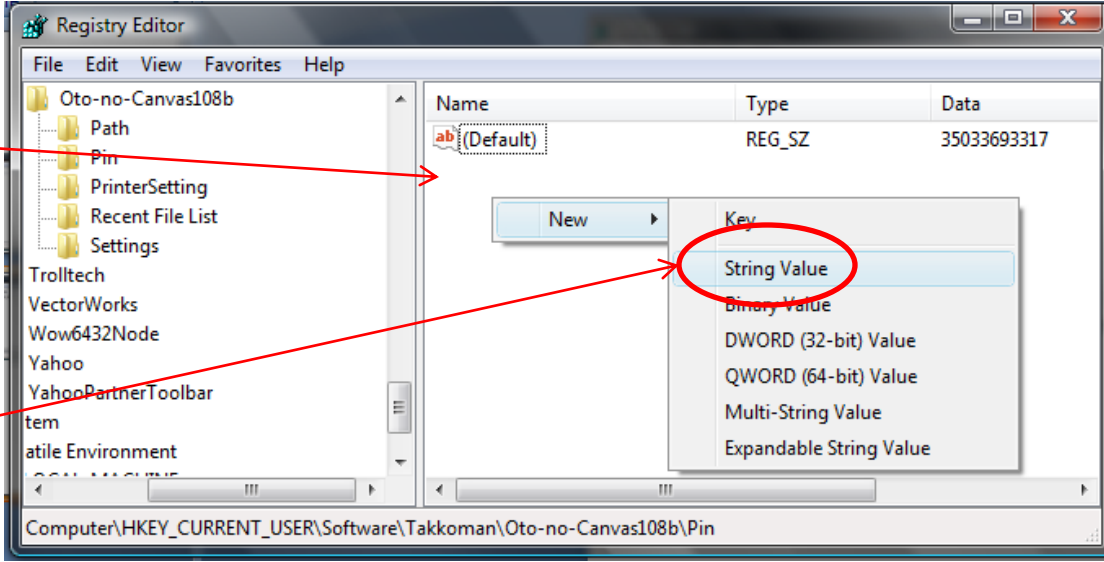 Registry Editor
File Edit View Favorites Help
Oto-no-Canvas108b
Path
Pin
PrinterSetting
Recent File List
Settings
Trolltech
VectorWorks
Wow6432Node
Yahoo
YahooPartnerToolbar
tem
atile Environment
Name Type Data
ab (Default) REG_SZ 35033693317
New
Key
String Value
Binary Value
DWORD (32-bit) Value
QWORD (64-bit) Value
Multi-String Value
Expandable String Value
Computer\HKEY_CURRENT_USER\Software\Takkoman\Oto-no-Canvas108b\Pin